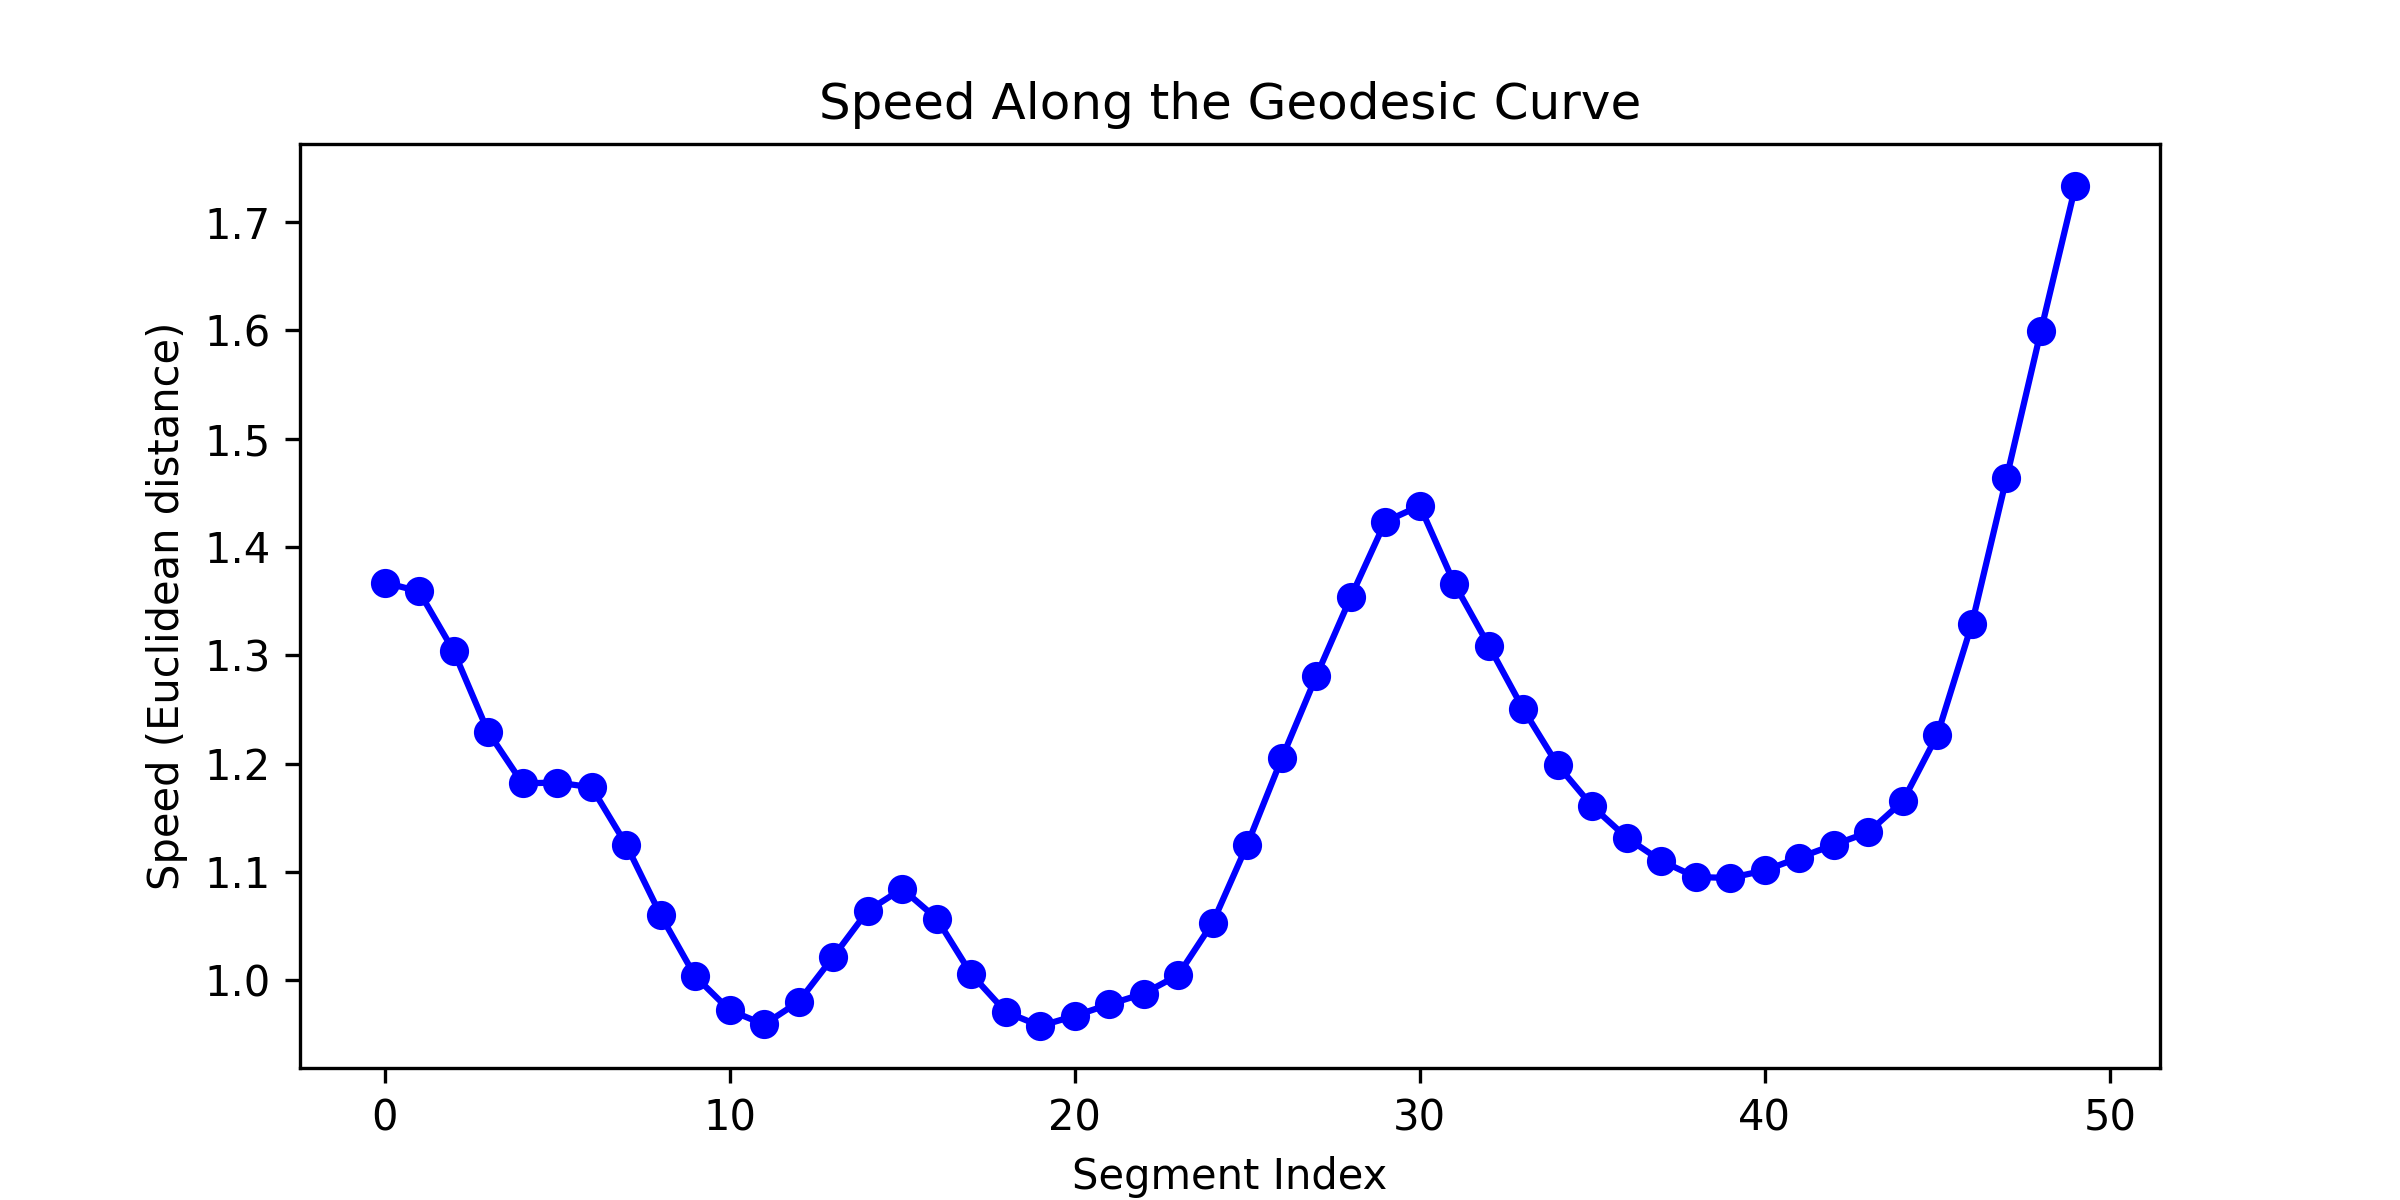 Speed Along the Geodesic Curve
Speed (Euclidean distance)
1.7
1.6
1.5
1.4
1.3
1.2
1.1
1.0
0 10 20 30 40 50
Segment Index